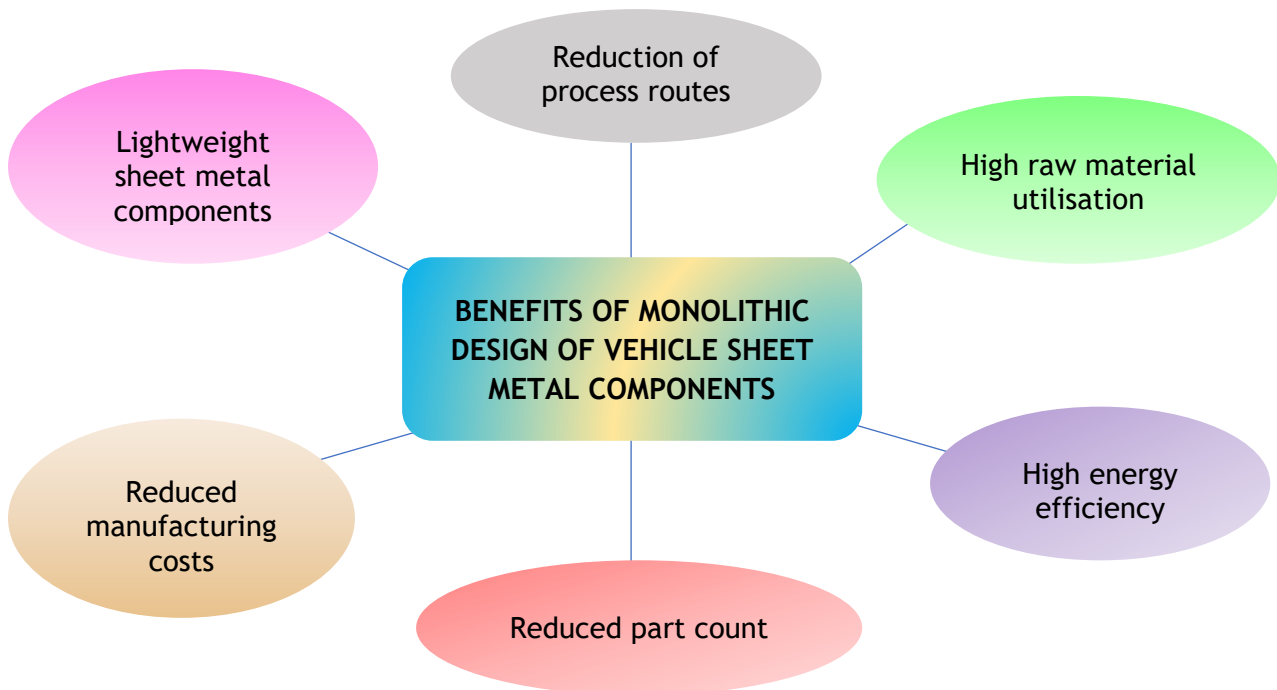 Reduction of
process routes
Lightweight
sheet metal
components
High raw material
utilisation
BENEFITS OF MONOLITHIC
DESIGN OF VEHICLE SHEET
METAL COMPONENTS
Reduced
manufacturing
costs
High energy
efficiency
Reduced part count